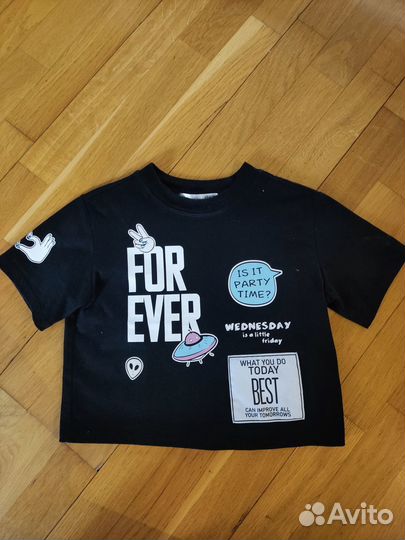 FOR
EVER
IS IT
PARTY
TIME?
WEDNESDAY
is a little
friday
WHAT YOU DO
TODAY
BEST
CAN IMPROVE ALL
YOUR TOMORROWS
Avito